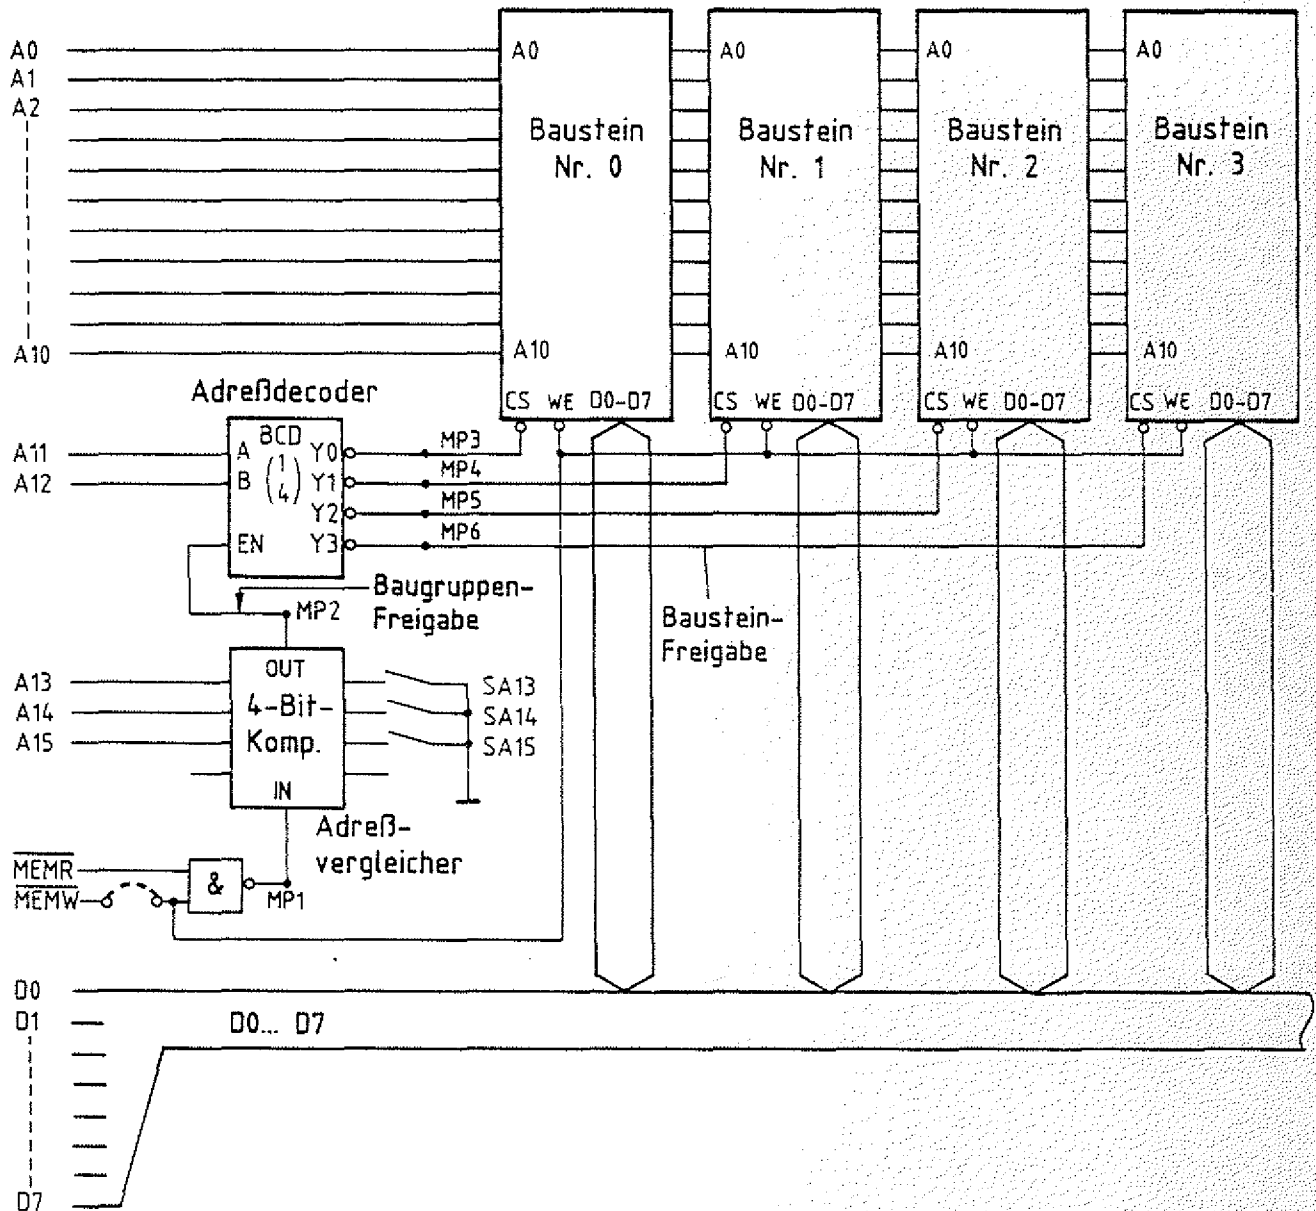 A0
A1
A2
A10
A0
A0
A0
A0
Baustein
Nr. 0
Baustein
Nr. 1
Baustein
Nr. 2
Baustein
Nr. 3
A10
A10
A10
A10
CS WE D0-D7
CS WE D0-D7
CS WE D0-D7
CS WE D0-D7
Adreßdecoder
A11
A12
BCD
(1/4)
A
B
EN
Y0
Y1
Y2
Y3
MP3
MP4
MP5
MP6
Baugruppen-
Freigabe
MP2
Baustein-
Freigabe
A13
A14
A15
OUT
4-Bit-
Komp.
IN
SA13
SA14
SA15
Adreß-
vergleicher
MEMR
MEMW
&
MP1
D0
D1
D7
D0... D7